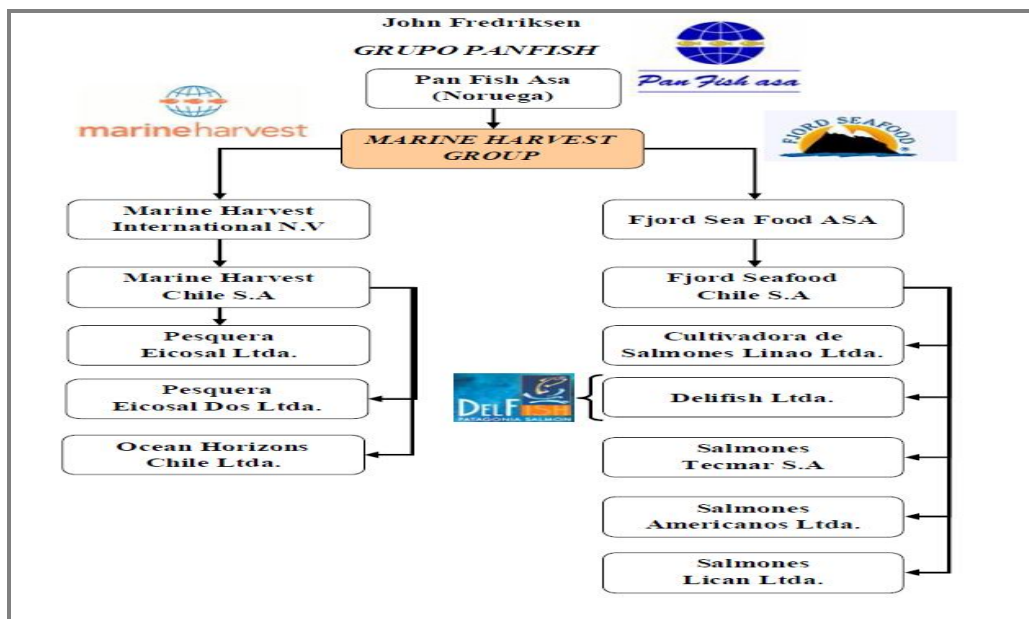 John Fredriksen
GRUPO PANFISH
Pan Fish asa
Pan Fish Asa
(Noruega)
marineharvest
FJORD SEAFOOD
MARINE HARVEST
GROUP
Marine Harvest
International N.V
Fjord Sea Food ASA
Marine Harvest
Chile S.A
Fjord Seafood
Chile S.A
Pesquera
Eicosal Ltda.
Cultivadora de
Salmones Linao Ltda.
Pesquera
Eicosal Dos Ltda.
DELFISH
PATAGONIA SALMON
Delifish Ltda.
Ocean Horizons
Chile Ltda.
Salmones
Tecmar S.A
Salmones
Americanos Ltda.
Salmones
Lican Ltda.